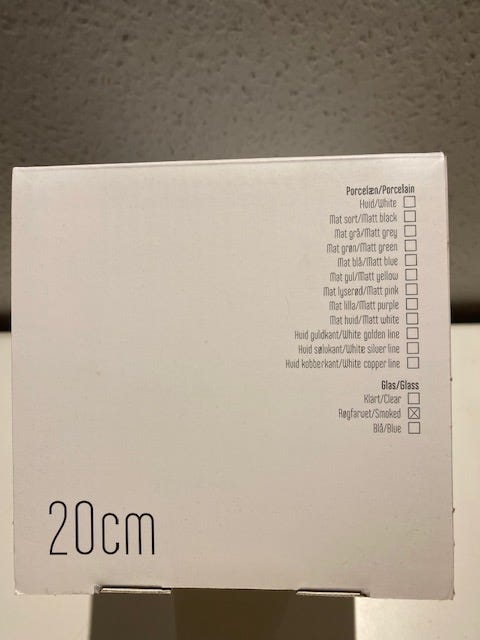 Porcelæn/Porcelain
Hvid/White
Mat sort/Matt black
Mat grå/Matt grey
Mat grøn/Matt green
Mat blå/Matt blue
Mat gul/Matt yellow
Mat lyserød/Matt pink
Mat lilla/Matt purple
Mat hvid/Matt white
Hvid guldkant/White golden line
Hvid sølvkant/White silver line
Hvid kobberkant/White copper line
Glas/Glass
Klart/Clear
Røgfarvet/Smoked
Blå/Blue
20cm